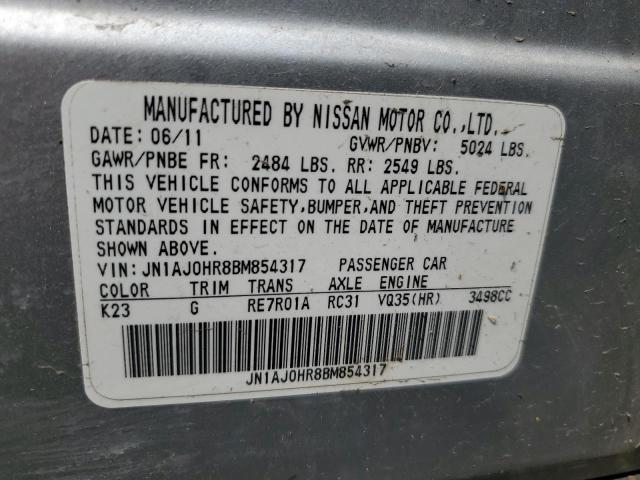 MANUFACTURED BY NISSAN MOTOR CO.,LTD.
DATE: 06/11 GVWR/PNBV: 5024 LBS.
GAWR/PNBE FR: 2484 LBS. RR: 2549 LBS.
THIS VEHICLE CONFORMS TO ALL APPLICABLE FEDERAL
MOTOR VEHICLE SAFETY,BUMPER,AND THEFT PREVENTION
STANDARDS IN EFFECT ON THE DATE OF MANUFACTURE
SHOWN ABOVE.
VIN: JN1AJ0HR8BM854317 PASSENGER CAR
COLOR TRIM TRANS AXLE ENGINE
K23 G RE7R01A RC31 VQ35(HR) 3498CC
JN1AJ0HR8BM854317